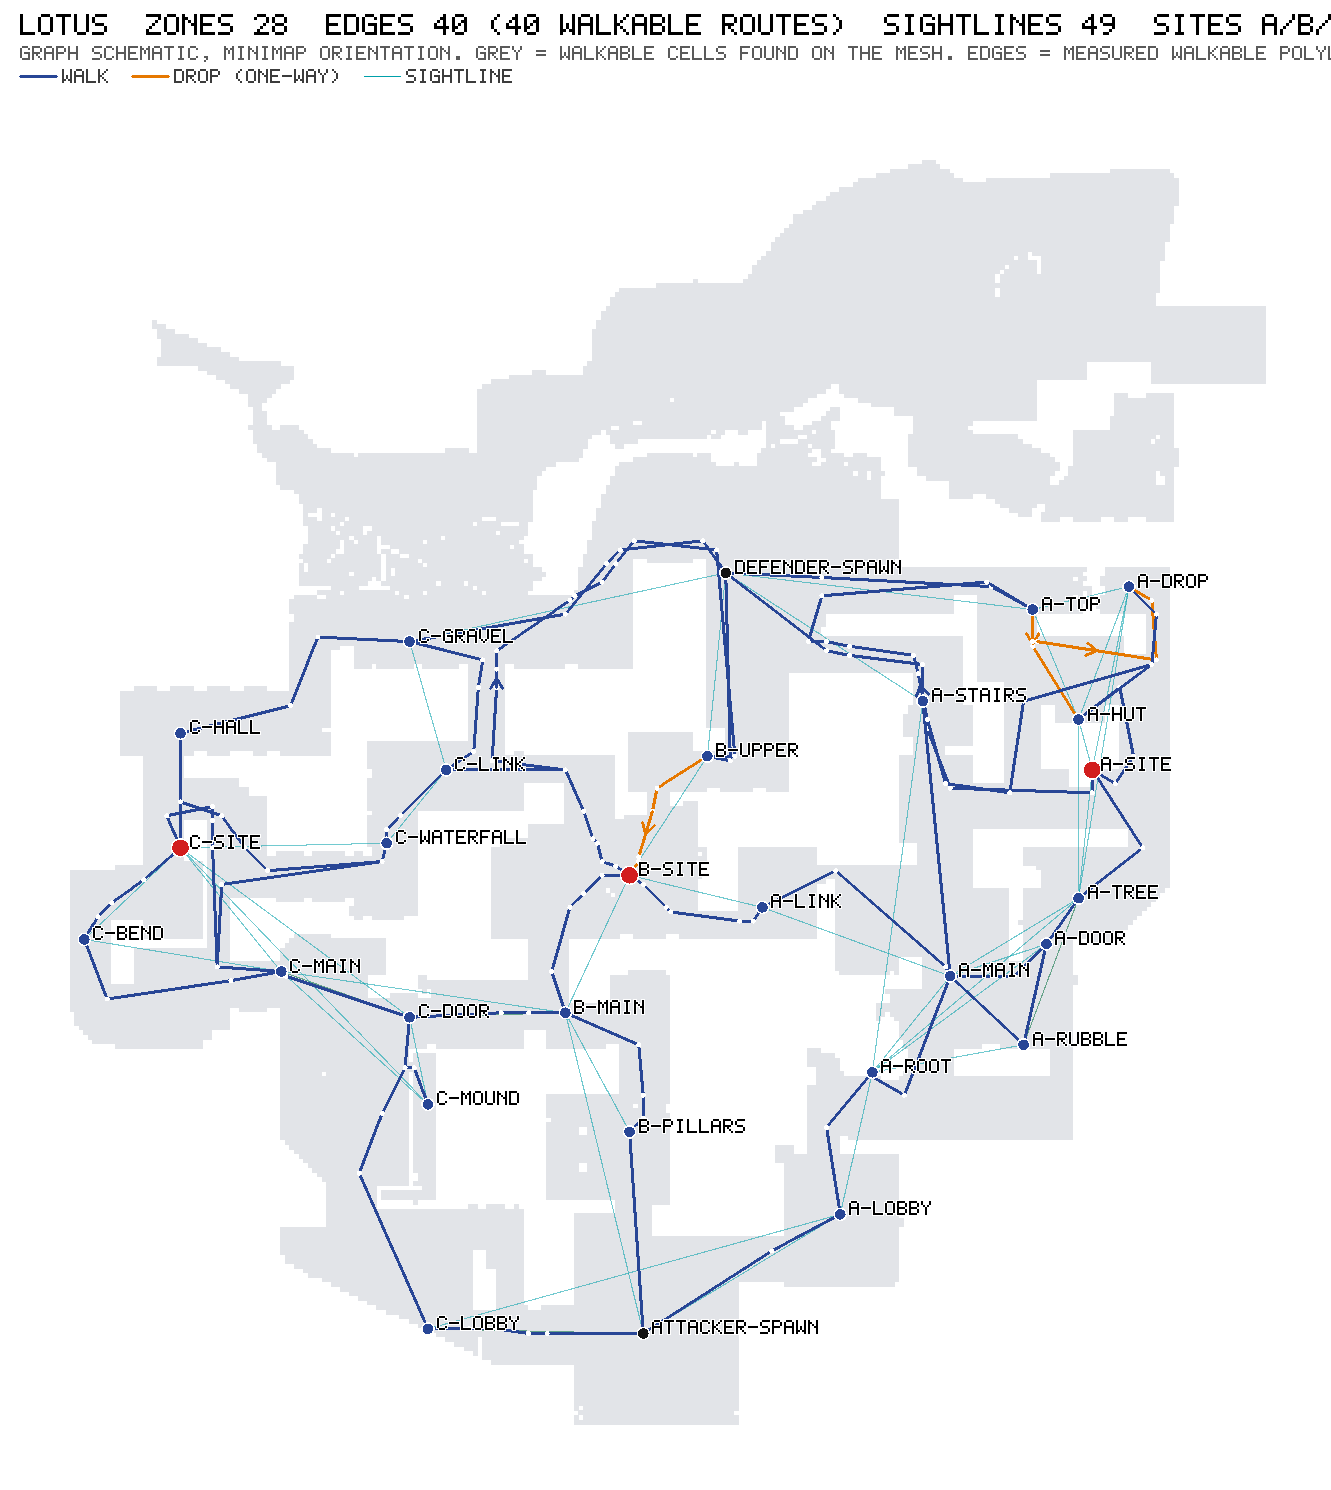 LOTUS  ZONES 28  EDGES 40 (40 WALKABLE ROUTES)  SIGHTLINES 49  SITES A/B/
GRAPH SCHEMATIC, MINIMAP ORIENTATION. GREY = WALKABLE CELLS FOUND ON THE MESH. EDGES = MEASURED WALKABLE POLYL
WALK  DROP (ONE-WAY)  SIGHTLINE
DEFENDER-SPAWN
A-DROP
A-TOP
C-GRAVEL
A-STAIRS
A-HUT
C-HALL
B-UPPER
C-LINK
A-SITE
C-WATERFALL
C-SITE
B-SITE
A-TREE
A-LINK
C-BEND
A-DOOR
C-MAIN
A-MAIN
B-MAIN
C-DOOR
A-RUBBLE
A-ROOT
C-MOUND
B-PILLARS
A-LOBBY
C-LOBBY
ATTACKER-SPAWN